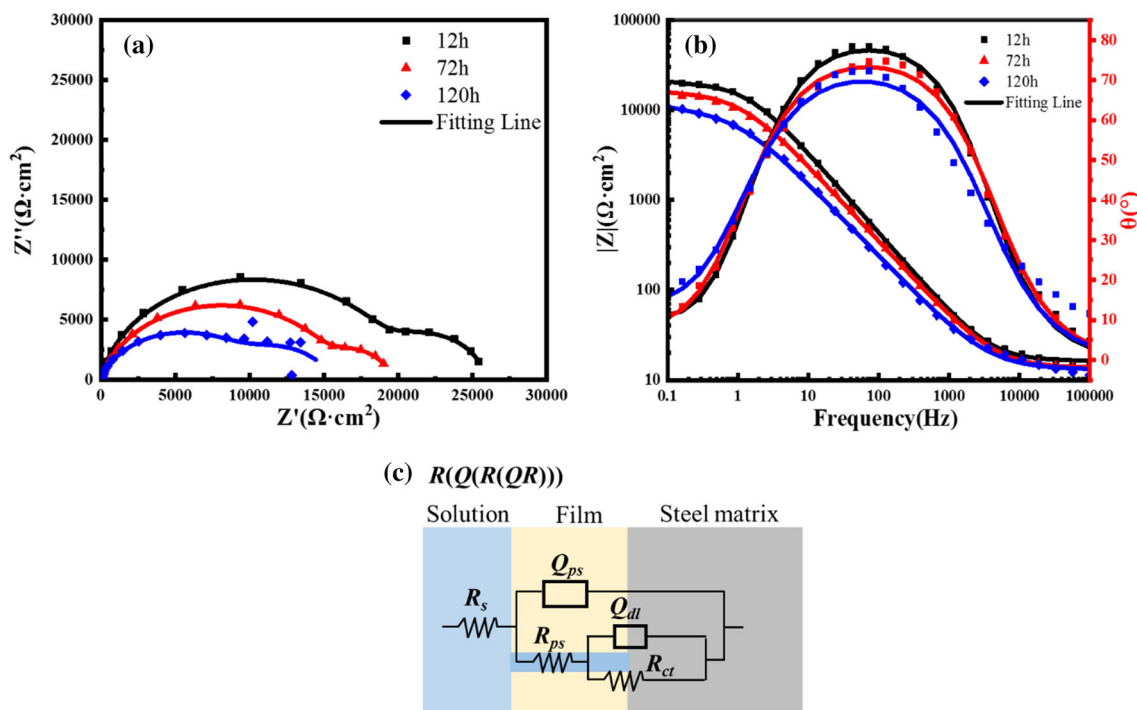 (a)
12h
72h
120h
Fitting Line
Z''(Ω·cm²)
30000
25000
20000
15000
10000
5000
0
0 5000 10000 15000 20000 25000 30000
Z'(Ω·cm²)
(b)
12h
72h
120h
Fitting Line
|Z|(Ω·cm²)
100000
10000
1000
100
10
0.1 1 10 100 1000 10000 100000
Frequency(Hz)
80
70
60
50
40
30
20
10
0
θ(°)
(c) R(Q(R(QR)))
Solution Film Steel matrix
Qps
Rs Qdl
Rps
Rct